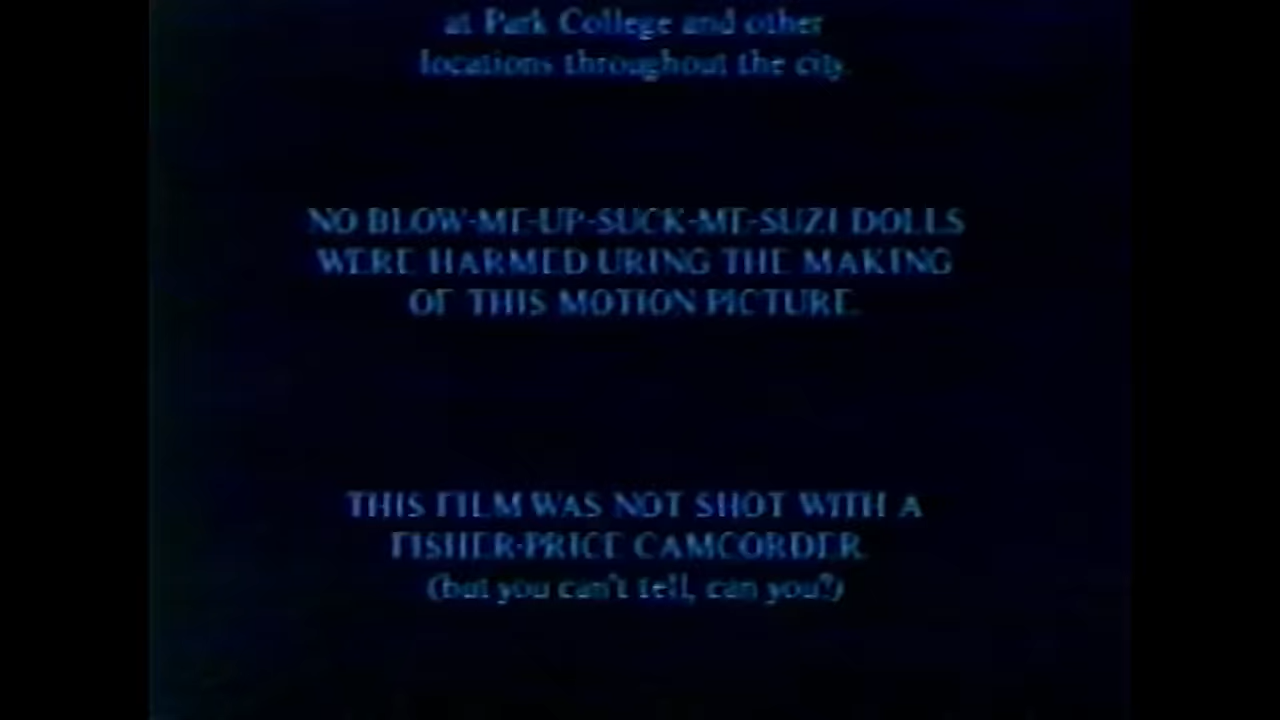 at Park College and other
locations throughout the city.
NO BLOW-ME-UP-SUCK-ME-SUZI DOLLS
WERE HARMED URING THE MAKING
OF THIS MOTION PICTURE.
THIS FILM WAS NOT SHOT WITH A
FISHER-PRICE CAMCORDER.
(but you can't tell, can you?)